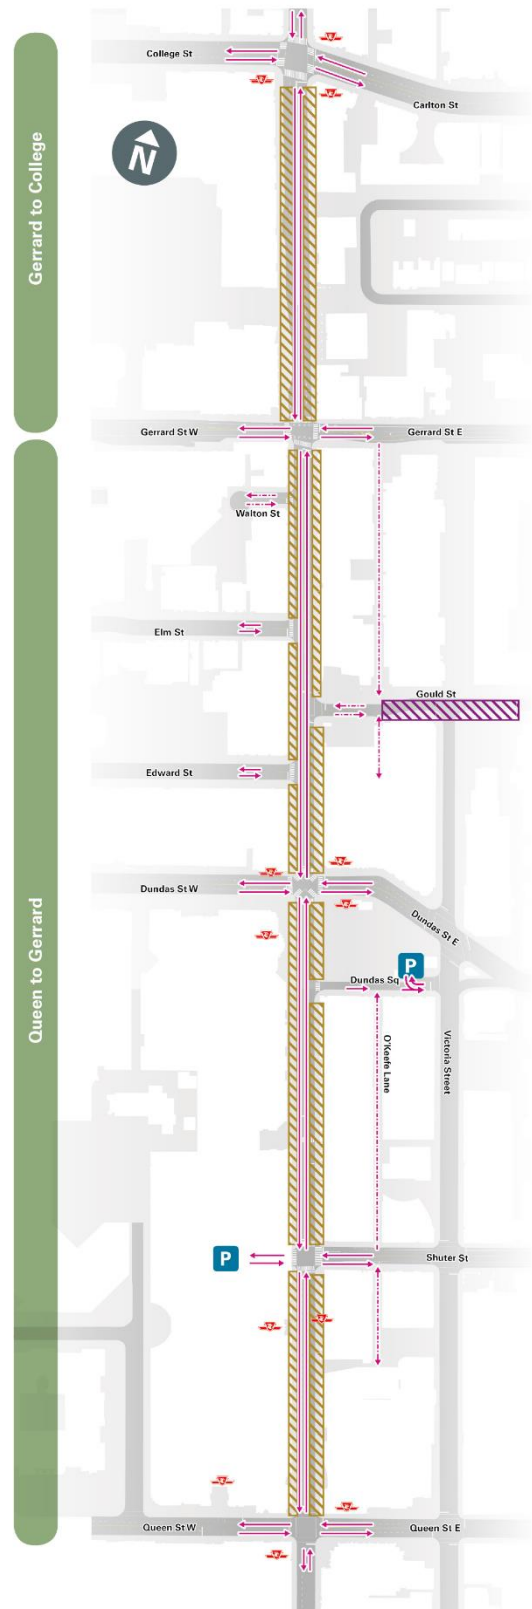 College St
Carlton St
N
Gerrard to College
Gerrard St W
Gerrard St E
Walton St
Elm St
Gould St
Edward St
Dundas St W
Dundas St E
Queen to Gerrard
P
Dundas Sq
O'Keefe Lane
Victoria Street
P
Shuter St
Queen St W
Queen St E